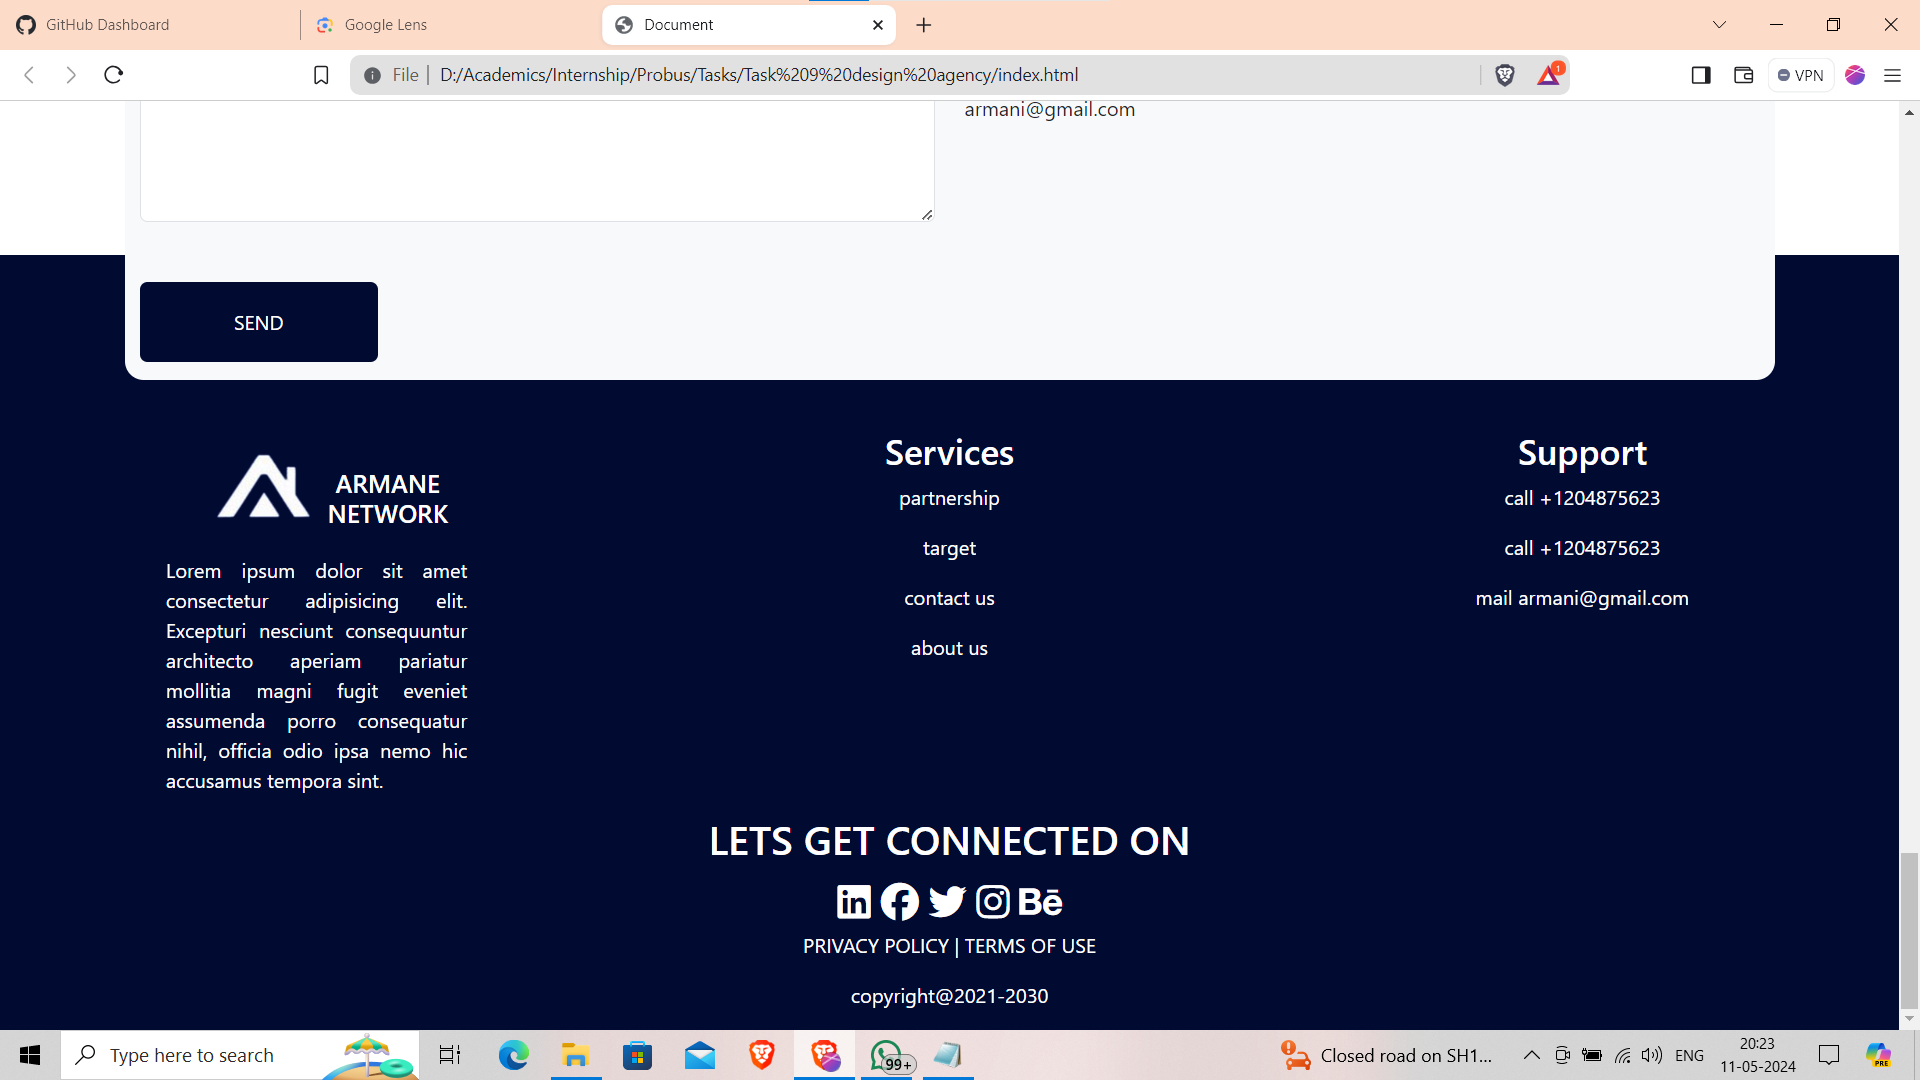 GitHub Dashboard
Google Lens
Document
File
D:/Academics/Internship/Probus/Tasks/Task%209%20design%20agency/index.html
1
VPN
armani@gmail.com
SEND
ARMANE
NETWORK
Lorem ipsum dolor sit amet
consectetur adipisicing elit.
Excepturi nesciunt consequuntur
architecto aperiam pariatur
mollitia magni fugit eveniet
assumenda porro consequatur
nihil, officia odio ipsa nemo hic
accusamus tempora sint.
Services
partnership
target
contact us
about us
Support
call +1204875623
call +1204875623
mail armani@gmail.com
LETS GET CONNECTED ON
in
Bē
PRIVACY POLICY | TERMS OF USE
copyright@2021-2030
Type here to search
99+
Closed road on SH1...
ENG
20:23
11-05-2024
PRE